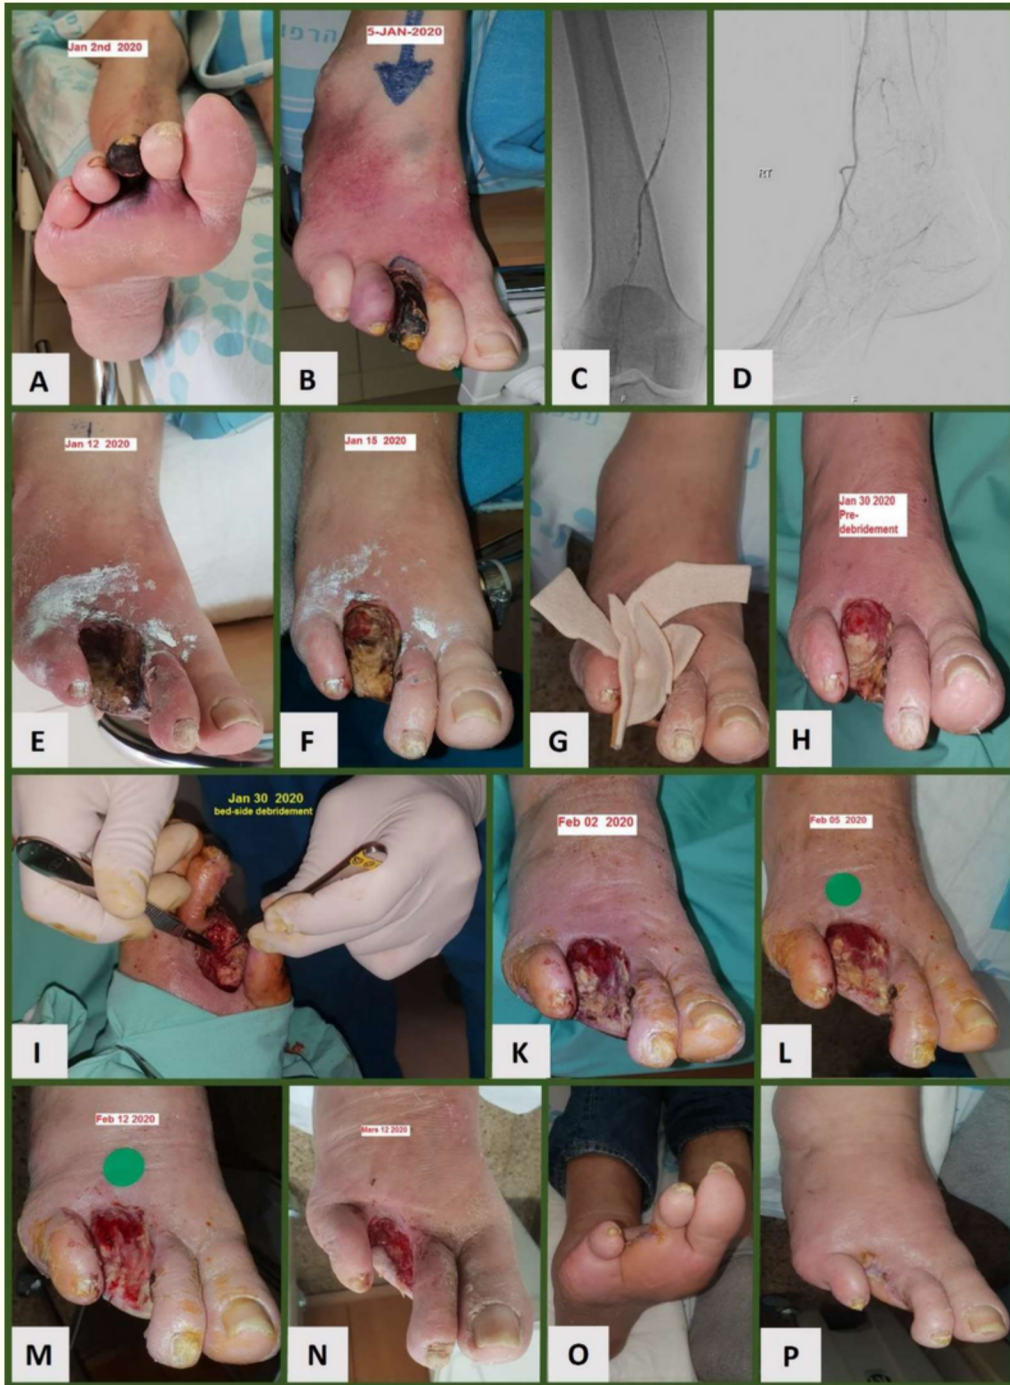 Jan 2nd 2020
A
5-JAN-2020
B
C
RT
D
Jan 12 2020
E
Jan 15 2020
F
G
Jan 30 2020
Pre-
debridement
H
Jan 30 2020
bed-side debridement
I
Feb 02 2020
K
Feb 05 2020
L
Feb 12 2020
M
Mars 12 2020
N
O
P